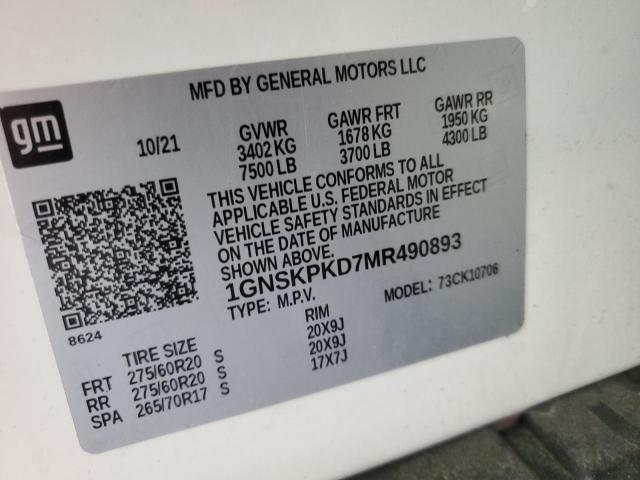 MFD BY GENERAL MOTORS LLC
gm
10/21 GVWR GAWR FRT GAWR RR
3402 KG 1678 KG 1950 KG
7500 LB 3700 LB 4300 LB
THIS VEHICLE CONFORMS TO ALL
APPLICABLE U.S. FEDERAL MOTOR
VEHICLE SAFETY STANDARDS IN EFFECT
ON THE DATE OF MANUFACTURE
SHOWN ABOVE.
1GNSKPKD7MR490893
TYPE: M.P.V. MODEL: 73CK10706
8624
TIRE SIZE RIM
FRT 275/60R20 S 20X9J
RR 275/60R20 S 20X9J
SPA 265/70R17 S 17X7J